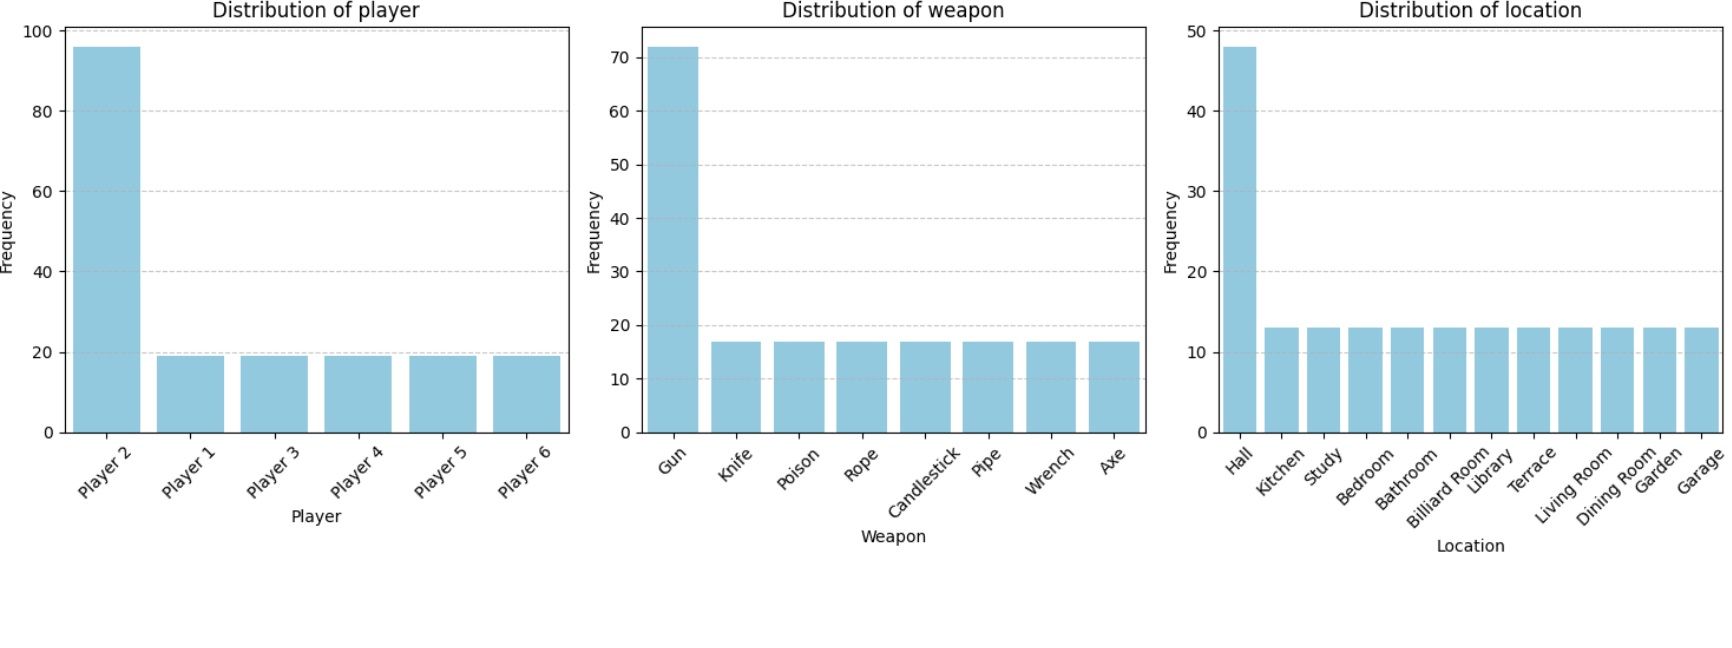 Distribution of player
100
80
60
40
20
0
Frequency
Player 2
Player 1
Player 3
Player 4
Player 5
Player 6
Player
Distribution of weapon
70
60
50
40
30
20
10
0
Frequency
Gun
Knife
Poison
Rope
Candlestick
Pipe
Wrench
Axe
Weapon
Distribution of location
50
40
30
20
10
0
Frequency
Hall
Kitchen
Study
Bedroom
Bathroom
Billiard Room
Library
Terrace
Living Room
Dining Room
Garden
Garage
Location